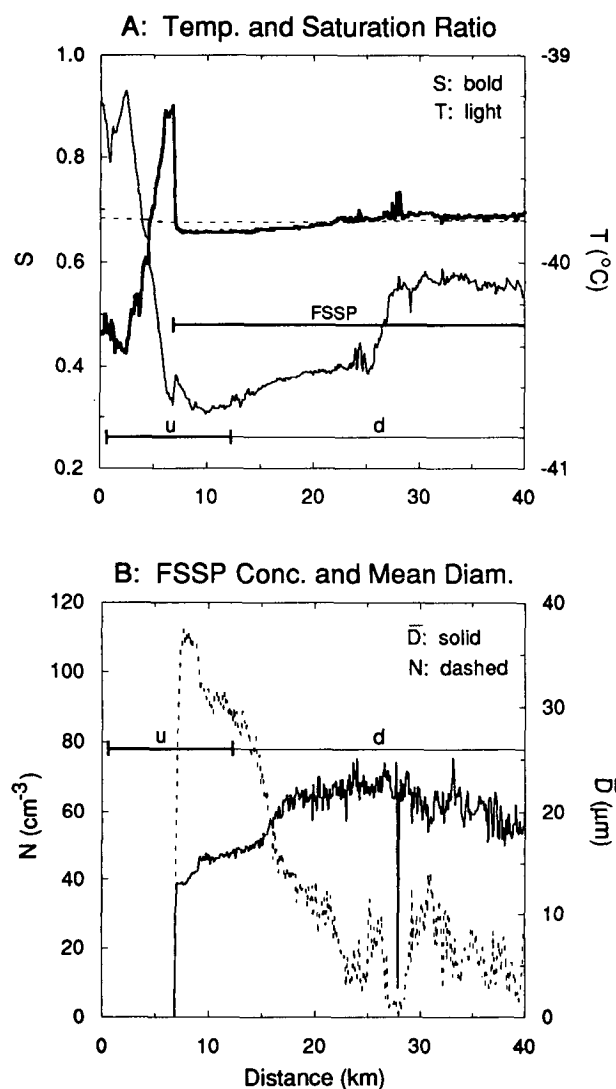 A: Temp. and Saturation Ratio
1.0
0.8
0.6
0.4
0.2
S
-39
-40
-41
T (°C)
S: bold
T: light
FSSP
u
d
0
10
20
30
40
B: FSSP Conc. and Mean Diam.
120
100
80
60
40
20
0
N (cm⁻³)
40
30
20
10
0
D̅ (µm)
D̅: solid
N: dashed
u
d
0
10
20
30
40
Distance (km)